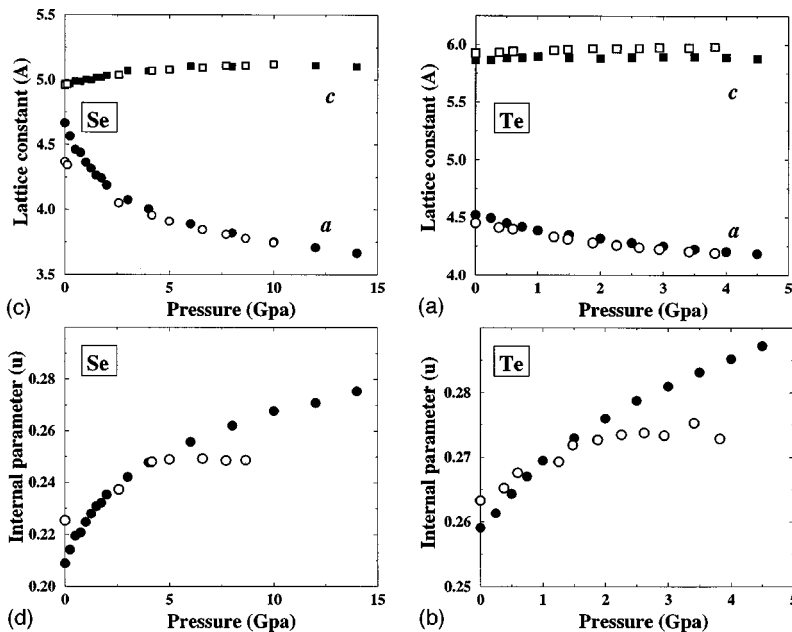 5.5
5.0
4.5
4.0
3.5
Lattice constant (A)
Se
c
a
0
5
10
15
Pressure (Gpa)
(c)
6.0
5.5
5.0
4.5
4.0
Lattice constant (A)
Te
c
a
0
1
2
3
4
5
Pressure (Gpa)
(a)
0.28
0.26
0.24
0.22
0.20
Internal parameter (u)
Se
0
5
10
15
Pressure (Gpa)
(d)
0.28
0.27
0.26
0.25
Internal parameter (u)
Te
0
1
2
3
4
5
Pressure (Gpa)
(b)